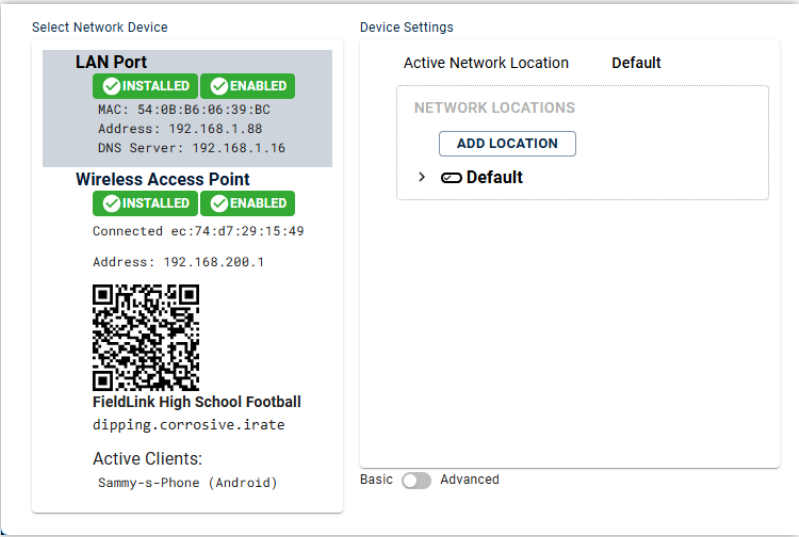 Select Network Device
LAN Port
INSTALLED ENABLED
MAC: 54:0B:B6:06:39:BC
Address: 192.168.1.88
DNS Server: 192.168.1.16
Wireless Access Point
INSTALLED ENABLED
Connected ec:74:d7:29:15:49
Address: 192.168.200.1
FieldLink High School Football
dipping.corrosive.irate
Active Clients:
Sammy-s-Phone (Android)
Device Settings
Active Network Location Default
NETWORK LOCATIONS
ADD LOCATION
Default
Basic Advanced